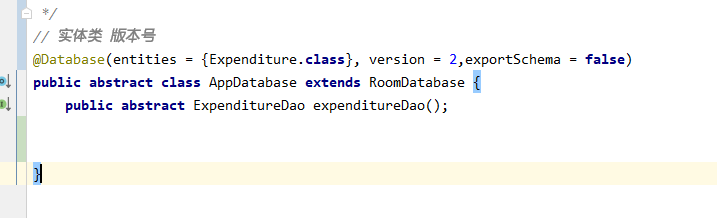 */
// 实体类 版本号
@Database(entities = {Expenditure.class}, version = 2,exportSchema = false)
public abstract class AppDatabase extends RoomDatabase {
    public abstract ExpenditureDao expenditureDao();
}